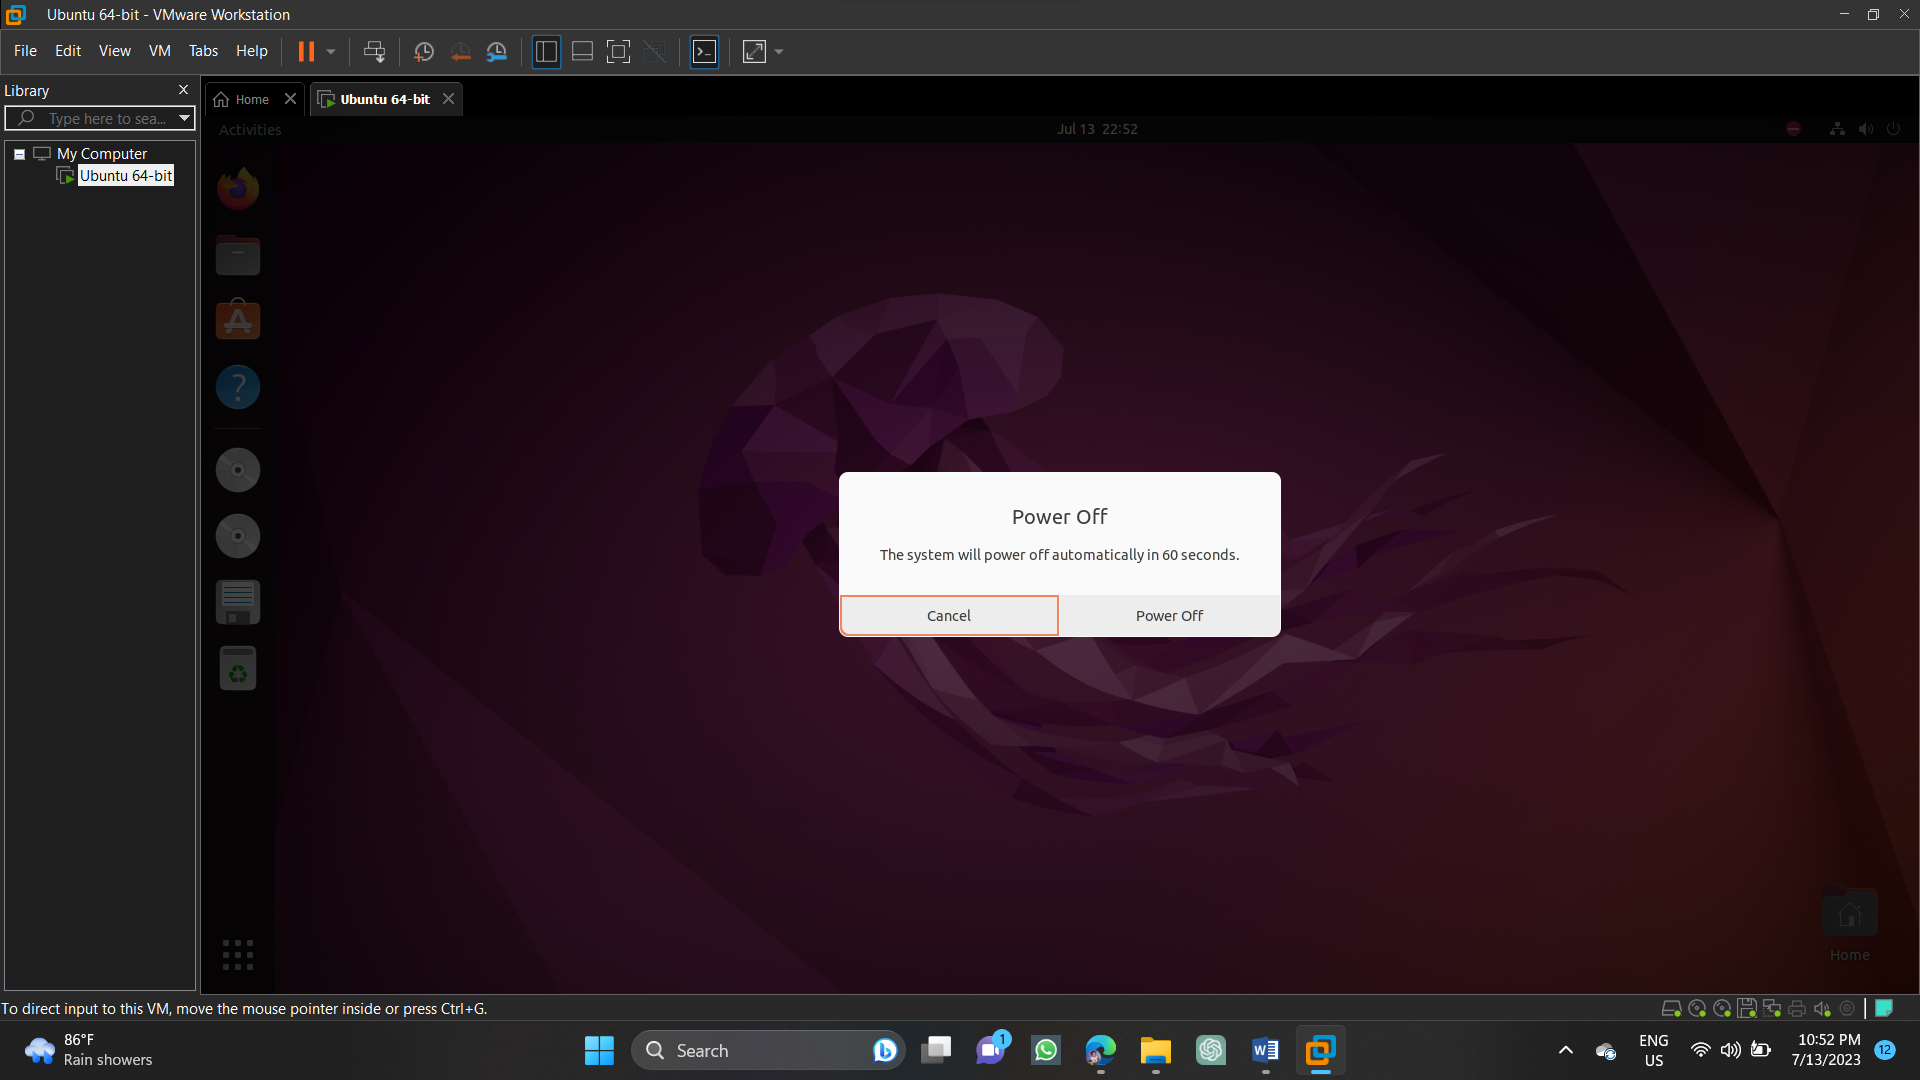 Ubuntu 64-bit - VMware Workstation
File Edit View VM Tabs Help
Library
Home
Ubuntu 64-bit
Type here to sea...
Activities
Jul 13 22:52
My Computer
Ubuntu 64-bit
Power Off
The system will power off automatically in 60 seconds.
Cancel
Power Off
Home
To direct input to this VM, move the mouse pointer inside or press Ctrl+G.
86°F
Rain showers
Search
1
ENG
US
10:52 PM
7/13/2023
12